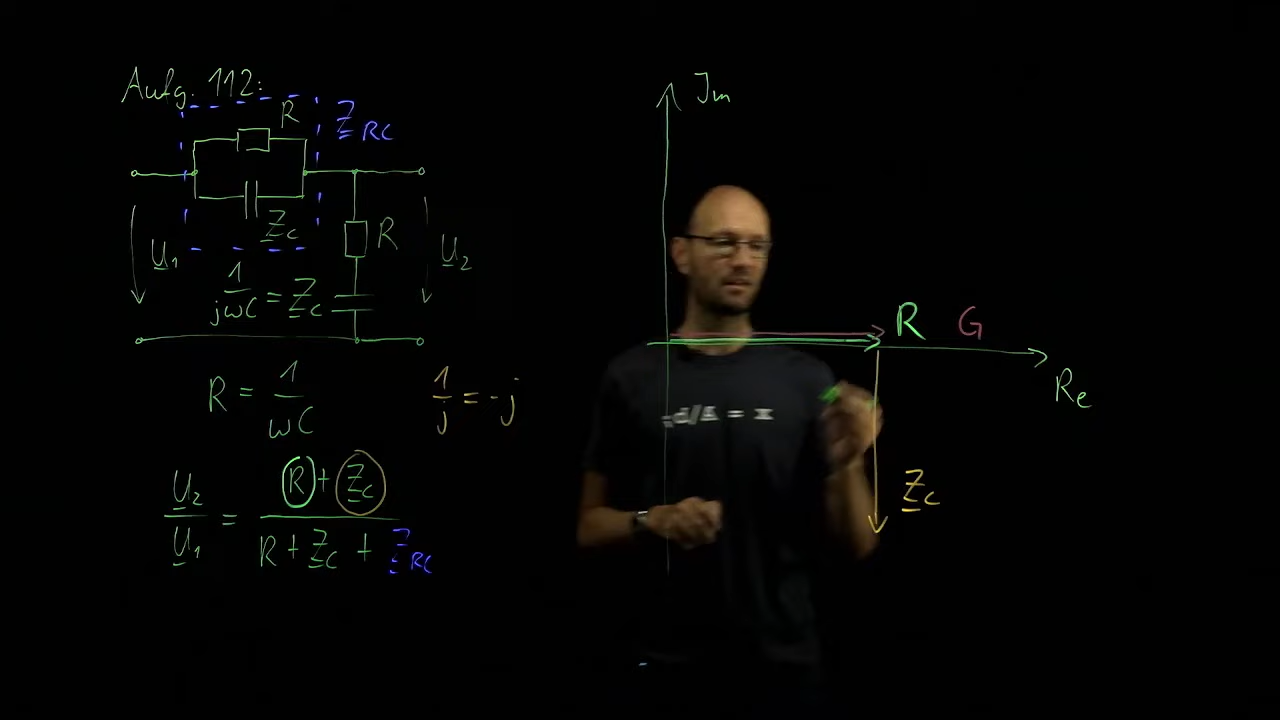 Aufg. 112:
R
Z_RC
Z_C
U_1
R
U_2
1/jωC = Z_C
R = 1/ωC
1/j = -j
U_2/U_1 = (R + Z_C)/(R + Z_C + Z_RC)
Im
R G
Re
Z_C